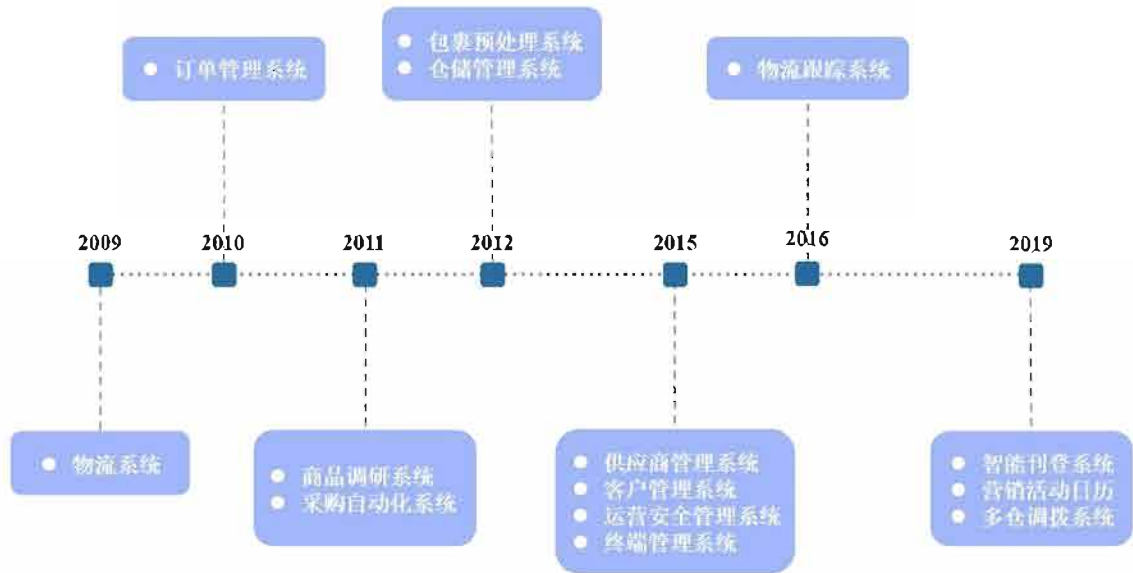 订单管理系统
包裹预处理系统
仓储管理系统
物流跟踪系统
2009
2010
2011
2012
2015
2016
2019
物流系统
商品调研系统
采购自动化系统
供应商管理系统
客户管理系统
运营安全管理系统
终端管理系统
智能刊登系统
营销活动日历
多仓调拨系统